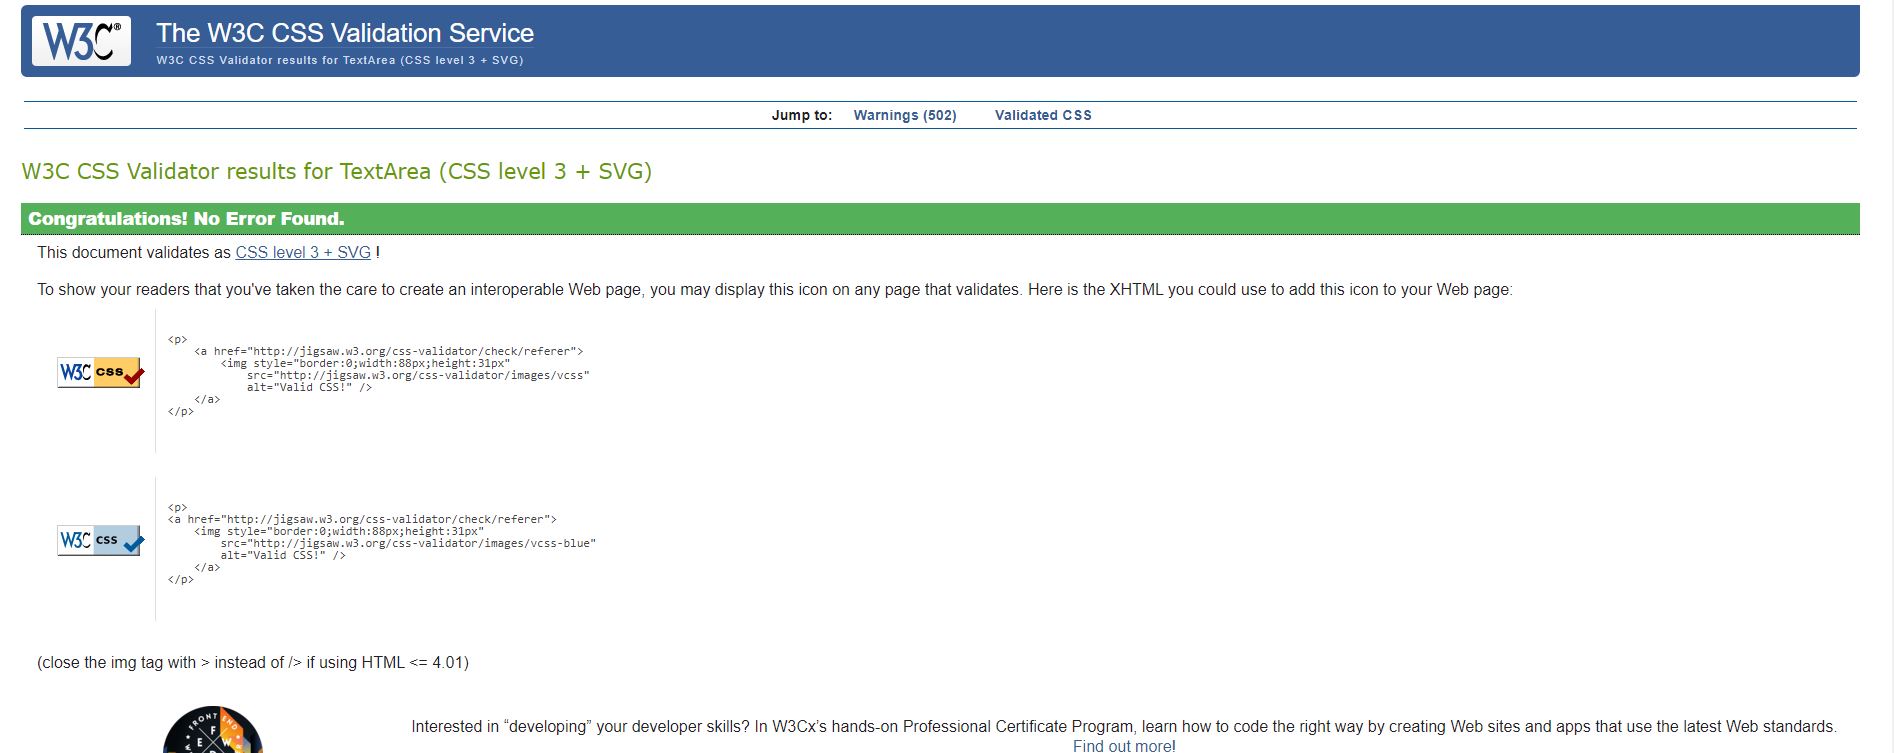 W3C®
The W3C CSS Validation Service
W3C CSS Validator results for TextArea (CSS level 3 + SVG)
Jump to: Warnings (502) Validated CSS
W3C CSS Validator results for TextArea (CSS level 3 + SVG)
Congratulations! No Error Found.
This document validates as CSS level 3 + SVG !
To show your readers that you've taken the care to create an interoperable Web page, you may display this icon on any page that validates. Here is the XHTML you could use to add this icon to your Web page:
W3C css
<p>
<a href="http://jigsaw.w3.org/css-validator/check/referer">
<img style="border:0;width:88px;height:31px"
src="http://jigsaw.w3.org/css-validator/images/vcss"
alt="Valid CSS!" />
</a>
</p>
W3C css
<p>
<a href="http://jigsaw.w3.org/css-validator/check/referer">
<img style="border:0;width:88px;height:31px"
src="http://jigsaw.w3.org/css-validator/images/vcss-blue"
alt="Valid CSS!" />
</a>
</p>
(close the img tag with > instead of /> if using HTML <= 4.01)
FRONT END
F
E W
Interested in “developing” your developer skills? In W3Cx’s hands-on Professional Certificate Program, learn how to code the right way by creating Web sites and apps that use the latest Web standards.
Find out more!